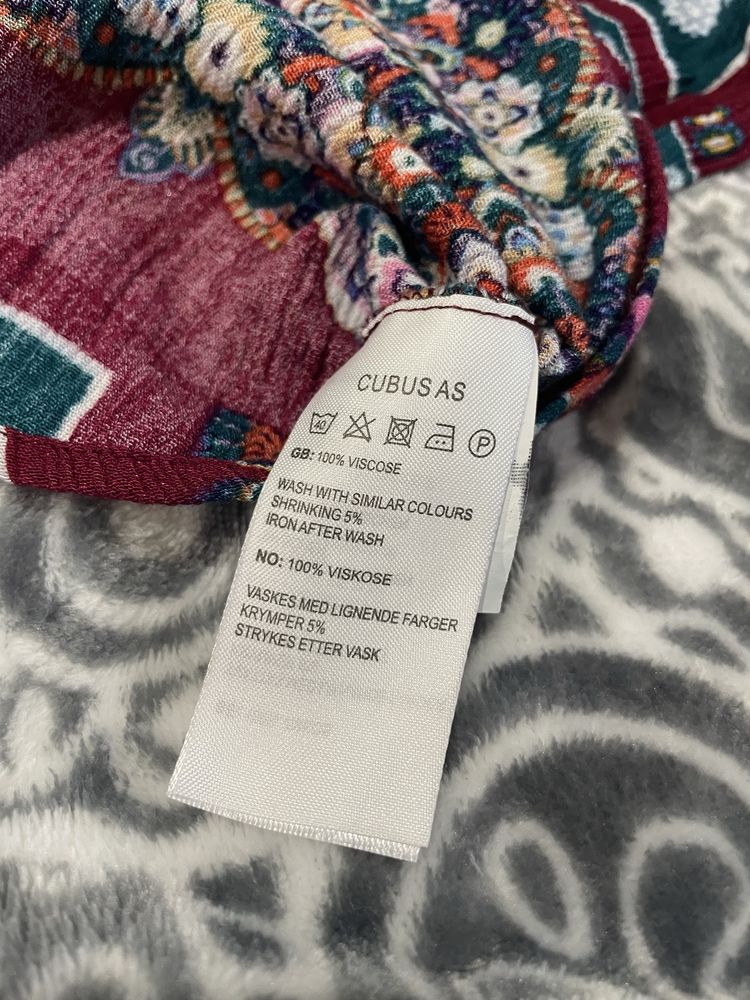 CUBUS AS
40 P
GB: 100% VISCOSE
WASH WITH SIMILAR COLOURS
SHRINKING 5%
IRON AFTER WASH
NO: 100% VISKOSE
VASKES MED LIGNENDE FARGER
KRYMPER 5%
STRYKES ETTER VASK